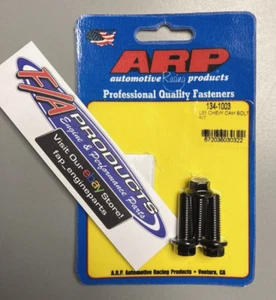 ARP
automotive Racing products
Professional Quality Fasteners
134-1003
LS1 CHEVY CAM BOLT
KIT
672036030322
F/A
PRODUCTS
Engine & Performance Parts
Visit Our
ebay Store
fap_engineparts
A.R.P. Automotive Racing Products • Ventura, CA